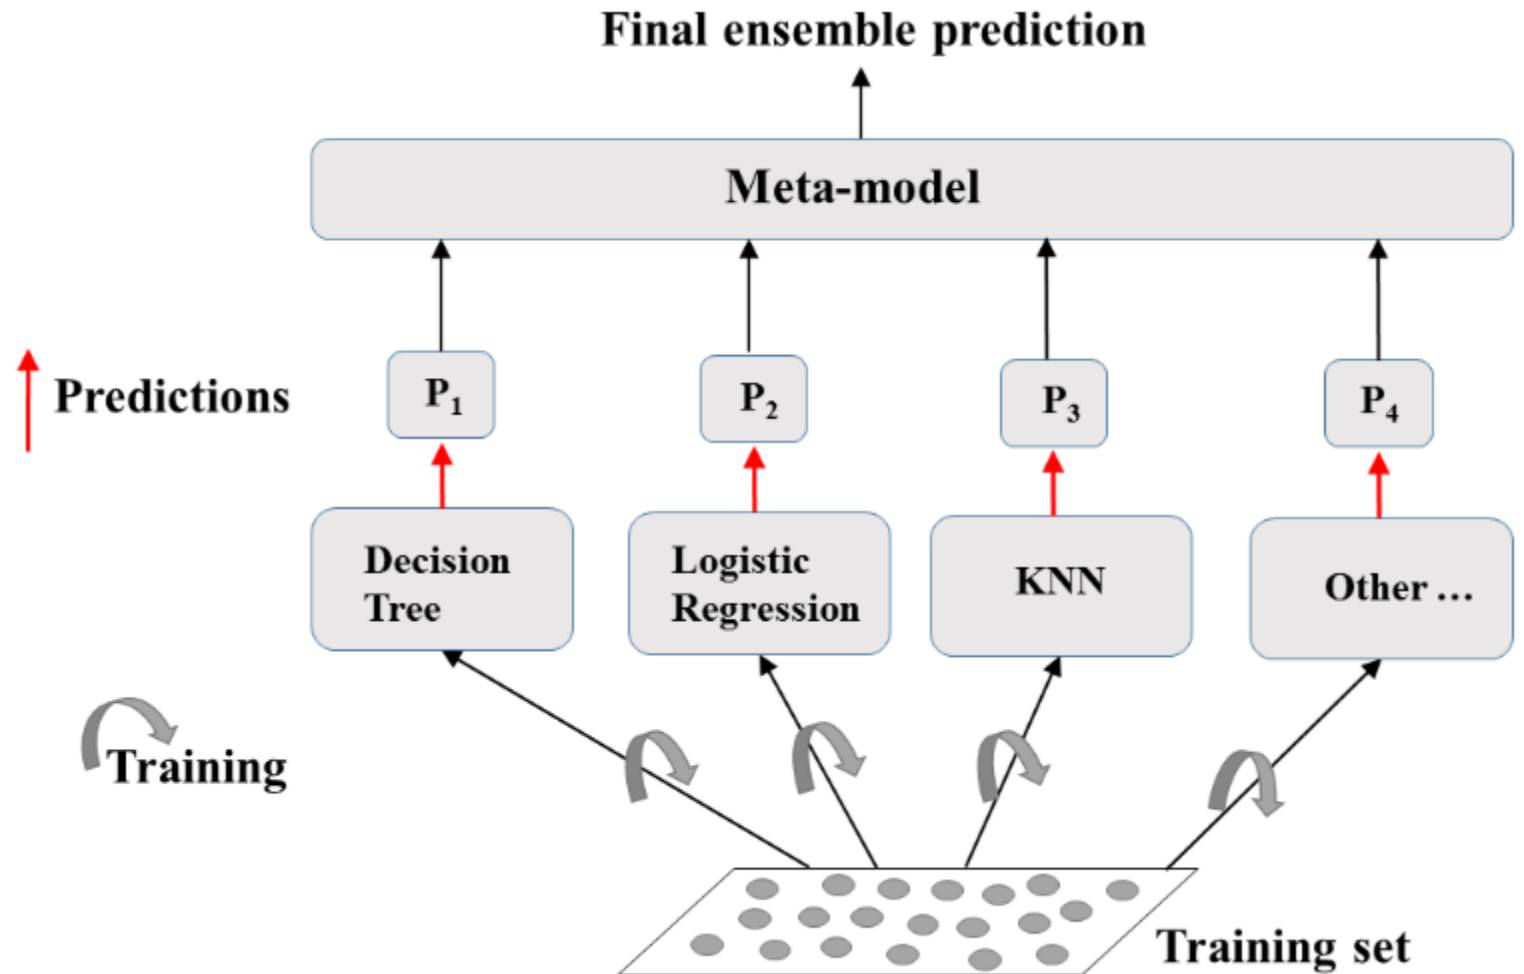 Final ensemble prediction
Meta-model
Predictions
P₁
P₂
P₃
P₄
Decision
Tree
Logistic
Regression
KNN
Other ...
Training
Training set